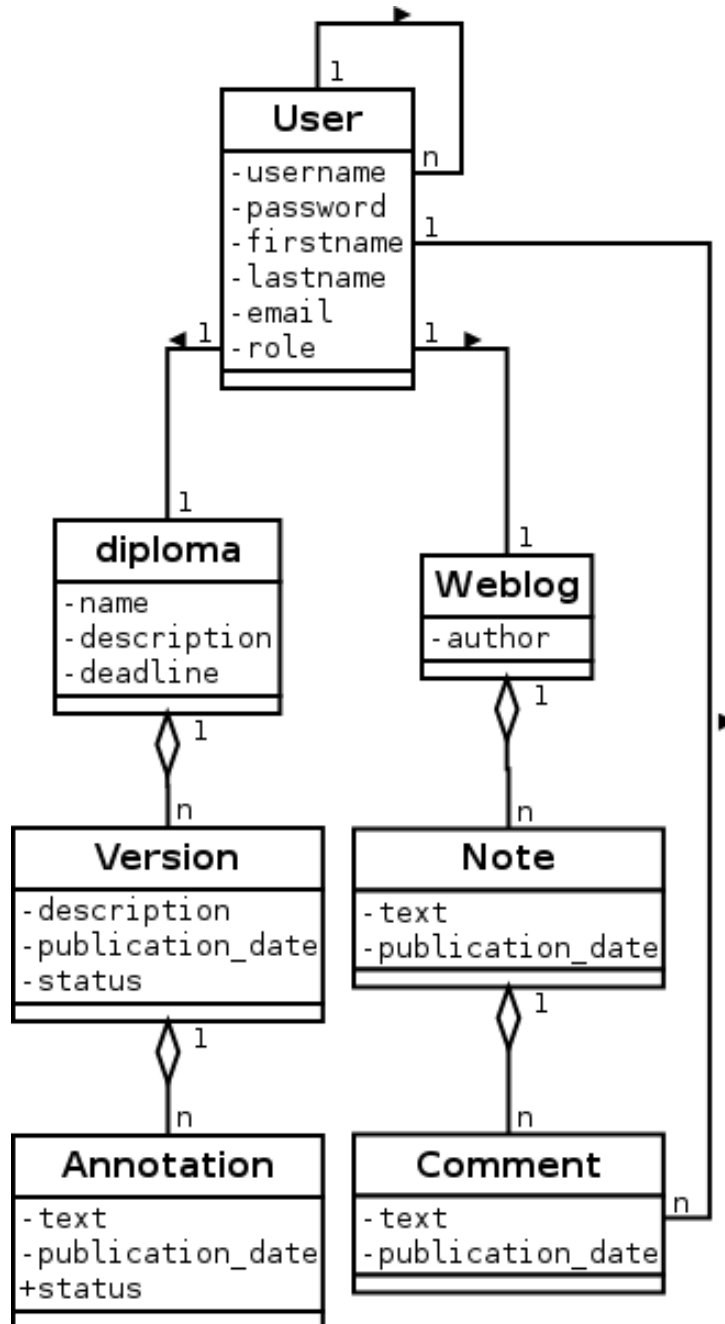 1
User
n
-username
-password
-firstname
-lastname
-email
-role
1
1
1
1
diploma
-name
-description
-deadline
1
Weblog
-author
1
1
n
n
Version
-description
-publication_date
-status
Note
-text
-publication_date
1
1
n
n
Annotation
-text
-publication_date
+status
Comment
-text
-publication_date
n